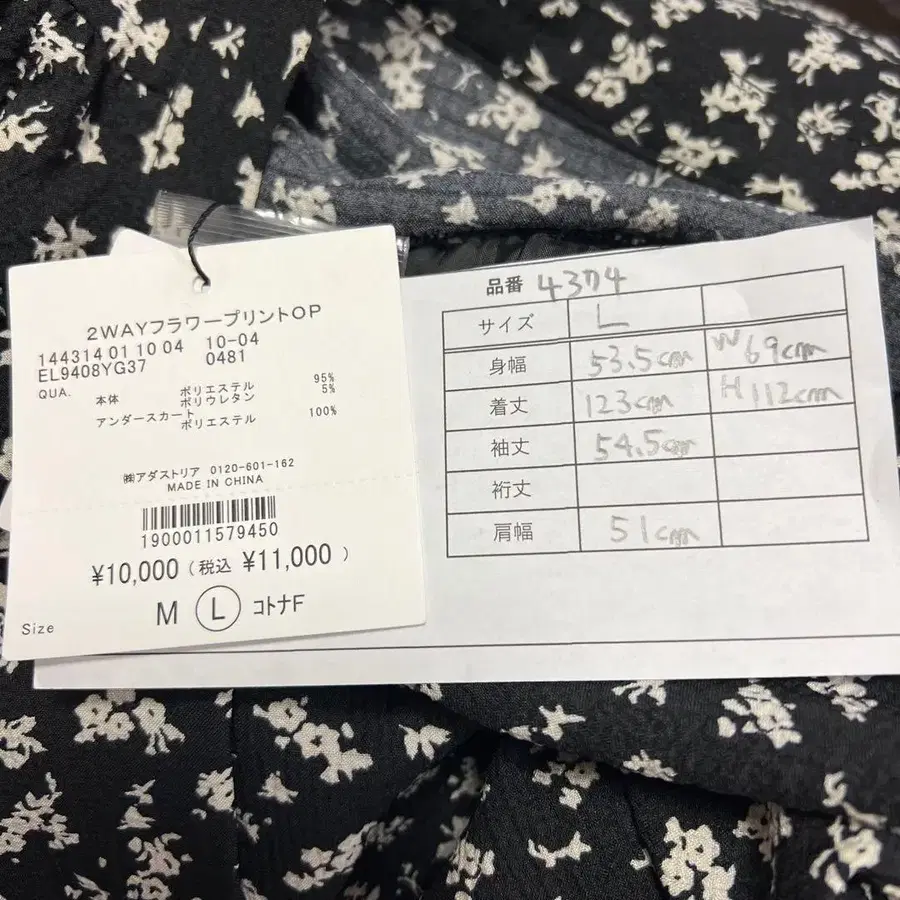 2WAYフラワープリントOP
144314 01 10 04 10-04
EL9408YG37 0481
QUA. 本体 ポリエステル 95%
ポリウレタン 5%
アンダースカート
ポリエステル 100%
㈱アダストリア 0120-601-162
MADE IN CHINA
1900011579450
¥10,000(税込 ¥11,000)
Size M L コトナF
品番 4374
サイズ L
身幅 53.5cm W69cm
着丈 123cm H112cm
袖丈 54.5cm
裄丈
肩幅 51cm